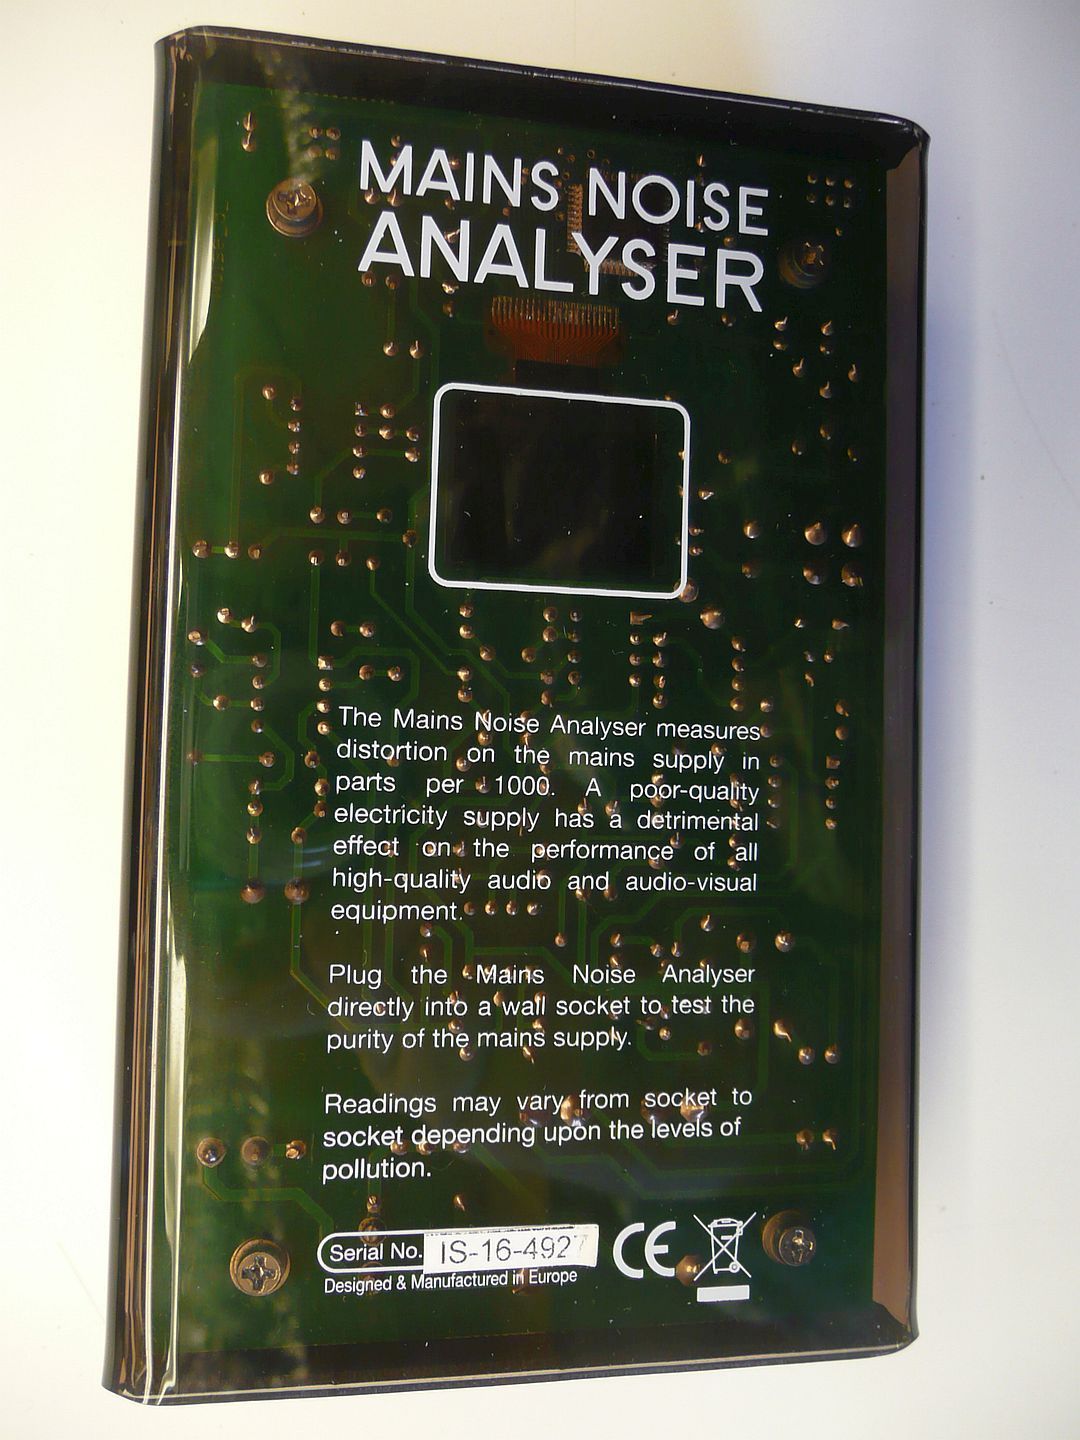 MAINS NOISE
ANALYSER
The Mains Noise Analyser measures
distortion on the mains supply in
parts per 1000. A poor-quality
electricity supply has a detrimental
effect on the performance of all
high-quality audio and audio-visual
equipment.
Plug the Mains Noise Analyser
directly into a wall socket to test the
purity of the mains supply.
Readings may vary from socket to
socket depending upon the levels of
pollution.
Serial No. IS-16-4927
Designed & Manufactured in Europe
CE